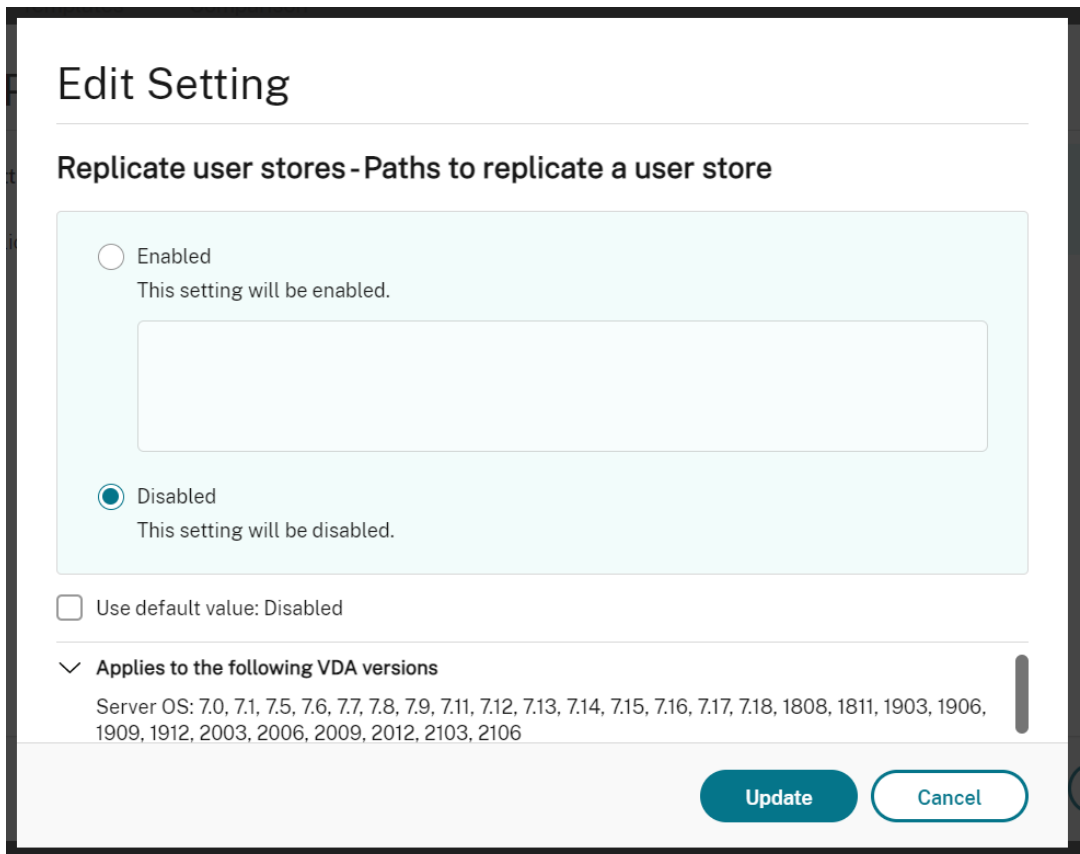 Edit Setting
Replicate user stores - Paths to replicate a user store
Enabled
This setting will be enabled.
Disabled
This setting will be disabled.
Use default value: Disabled
Applies to the following VDA versions
Server OS: 7.0, 7.1, 7.5, 7.6, 7.7, 7.8, 7.9, 7.11, 7.12, 7.13, 7.14, 7.15, 7.16, 7.17, 7.18, 1808, 1811, 1903, 1906,
1909, 1912, 2003, 2006, 2009, 2012, 2103, 2106
Update
Cancel